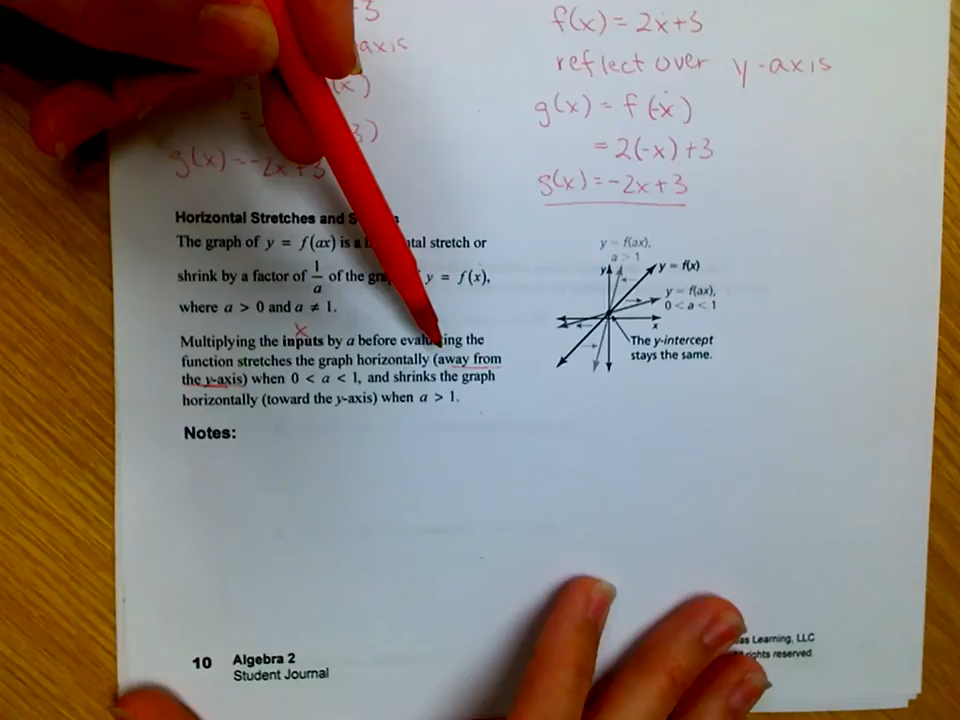 3
axis
(x)
=
3)
g(x) = -2x+3
f(x) = 2x+3
reflect over y-axis
g(x) = f(-x)
= 2(-x)+3
g(x) = -2x+3
Horizontal Stretches and
The graph of y = f(ax) is a stretch or
shrink by a factor of 1/a of the y = f(x),
where a > 0 and a ≠ 1.
x
Multiplying the inputs by a before evaluating the
function stretches the graph horizontally (away from
the y-axis) when 0 < a < 1, and shrinks the graph
horizontally (toward the y-axis) when a > 1.
Notes:
y = f(ax),
a > 1
y
y = f(x)
y = f(ax),
0 < a < 1
x
The y-intercept
stays the same.
10 Algebra 2
Student Journal
Learning, LLC
rights reserved.